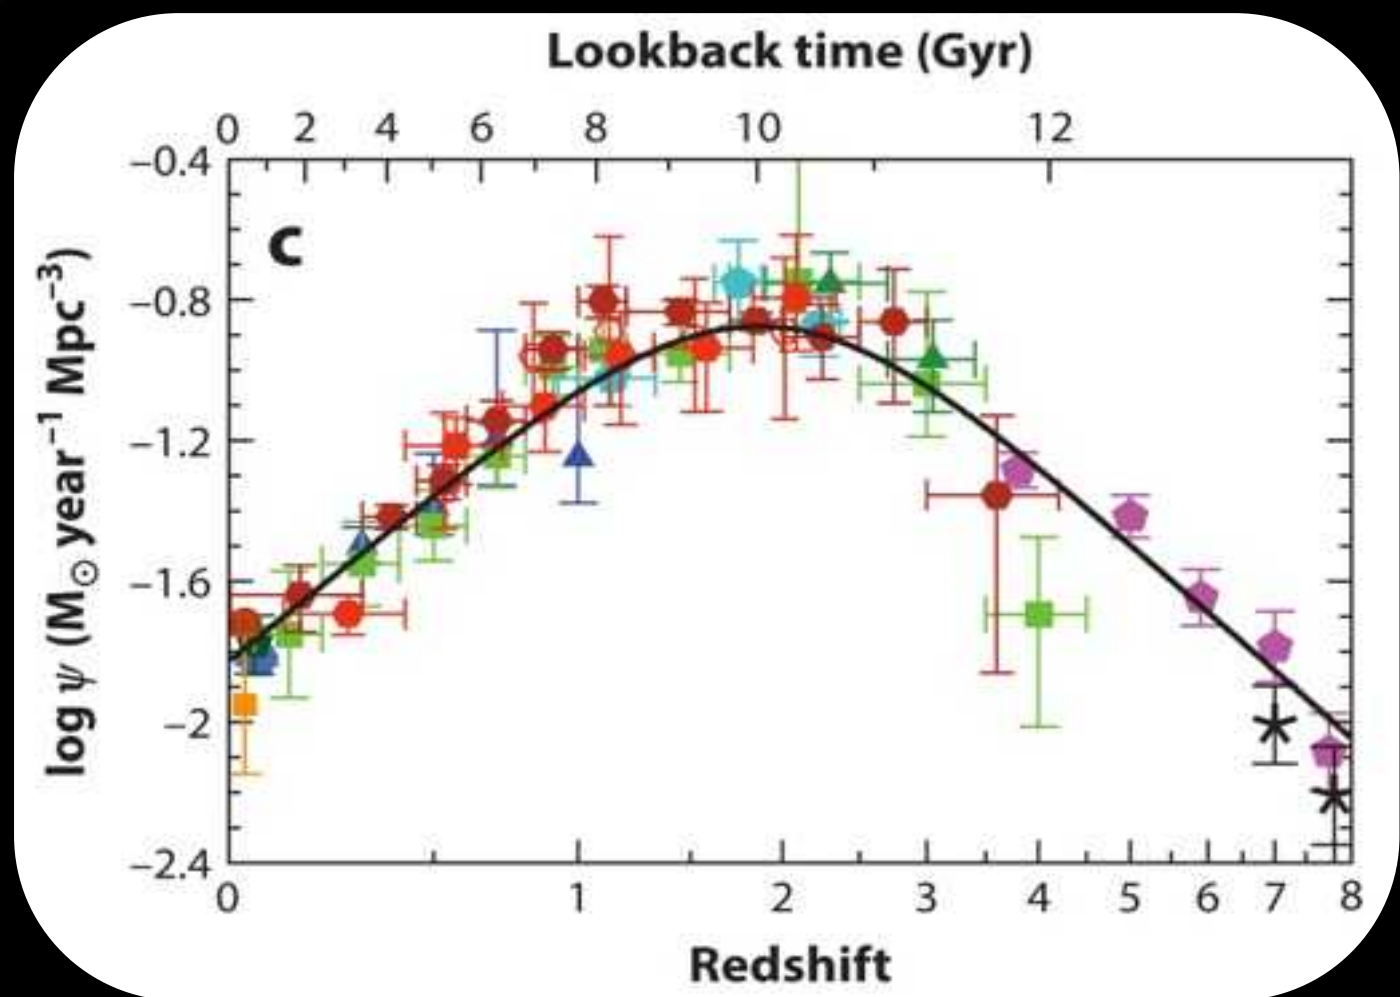 Lookback time (Gyr)
0 2 4 6 8 10 12
−0.4
c
−0.8
−1.2
−1.6
−2
−2.4
log ψ (M⊙ year−1 Mpc−3)
0 1 2 3 4 5 6 7 8
Redshift